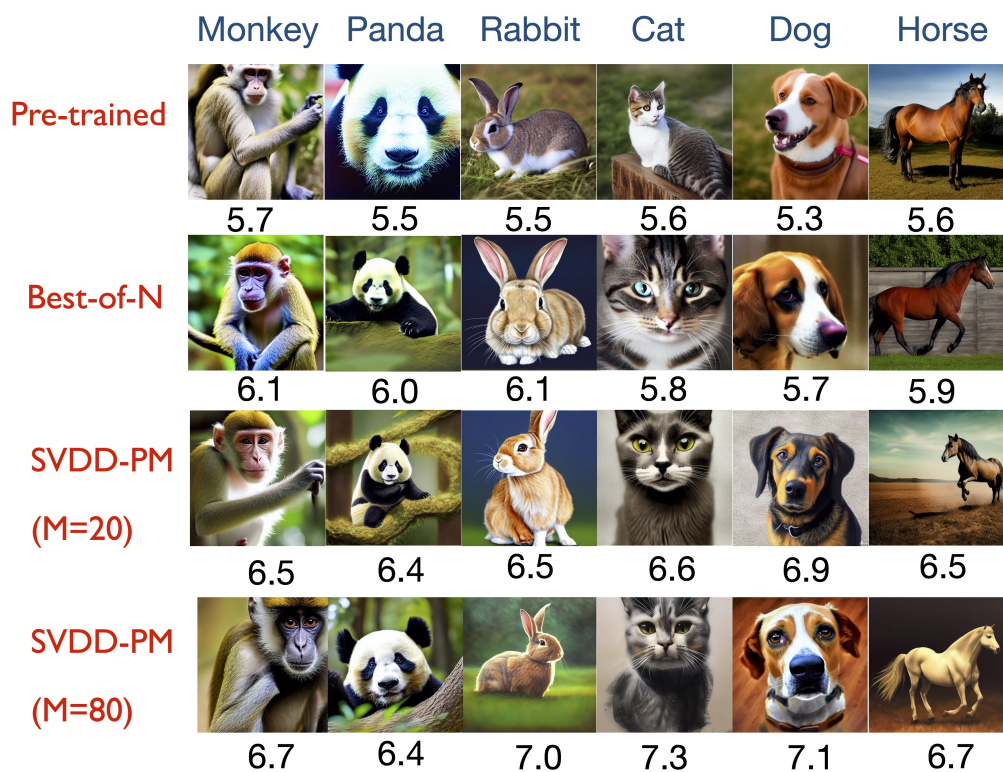 Monkey Panda Rabbit Cat Dog Horse
Pre-trained
5.7 5.5 5.5 5.6 5.3 5.6
Best-of-N
6.1 6.0 6.1 5.8 5.7 5.9
SVDD-PM
(M=20)
6.5 6.4 6.5 6.6 6.9 6.5
SVDD-PM
(M=80)
6.7 6.4 7.0 7.3 7.1 6.7